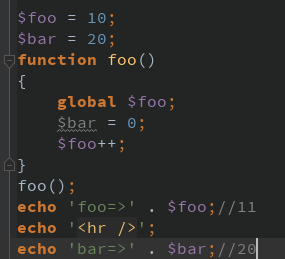 $foo = 10;
$bar = 20;
function foo()
{
    global $foo;
    $bar = 0;
    $foo++;
}
foo();
echo 'foo=>' . $foo;//11
echo '<hr />';
echo 'bar=>' . $bar;//20